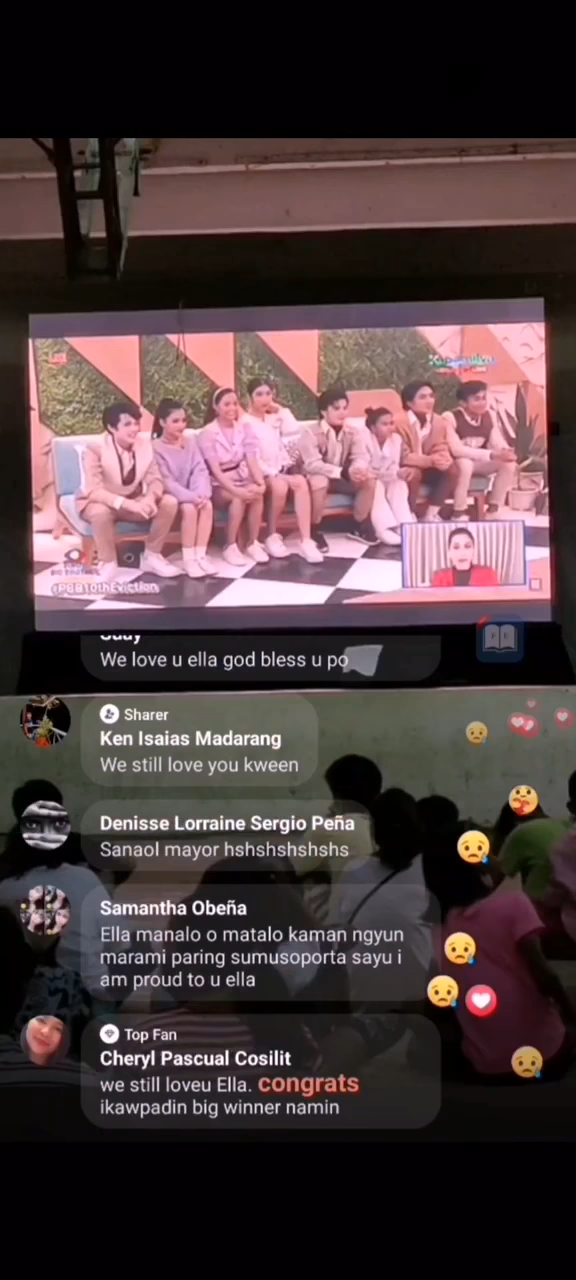 #PBB10thEviction
We love u ella god bless u po
Sharer
Ken Isaias Madarang
We still love you kween
Denisse Lorraine Sergio Peña
Sanaol mayor hshshshshshs
Samantha Obeña
Ella manalo o matalo kaman ngyun
marami paring sumusoporta sayu i
am proud to u ella
Top Fan
Cheryl Pascual Cosilit
we still loveu Ella. congrats
ikawpadin big winner namin